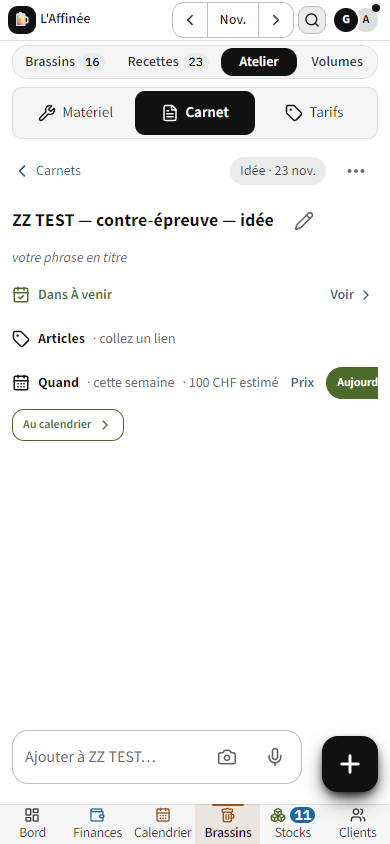 L'Affinée
Nov.
G
A
Brassins 16
Recettes 23
Atelier
Volumes
Matériel
Carnet
Tarifs
Carnets
Idée · 23 nov.
ZZ TEST — contre-épreuve — idée
votre phrase en titre
Dans À venir
Voir
Articles · collez un lien
Quand · cette semaine · 100 CHF estimé Prix Aujourd
Au calendrier
Ajouter à ZZ TEST…
Bord
Finances
Calendrier
Brassins
11
Stocks
Clients